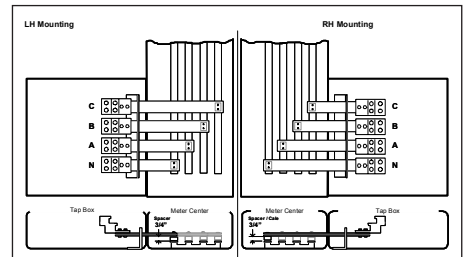 LH Mounting
RH Mounting
C
B
A
N
C
B
A
N
Tap Box
Meter Center
Spacer
3/4"
Meter Center
Tap Box
Spacer / Cale
3/4"